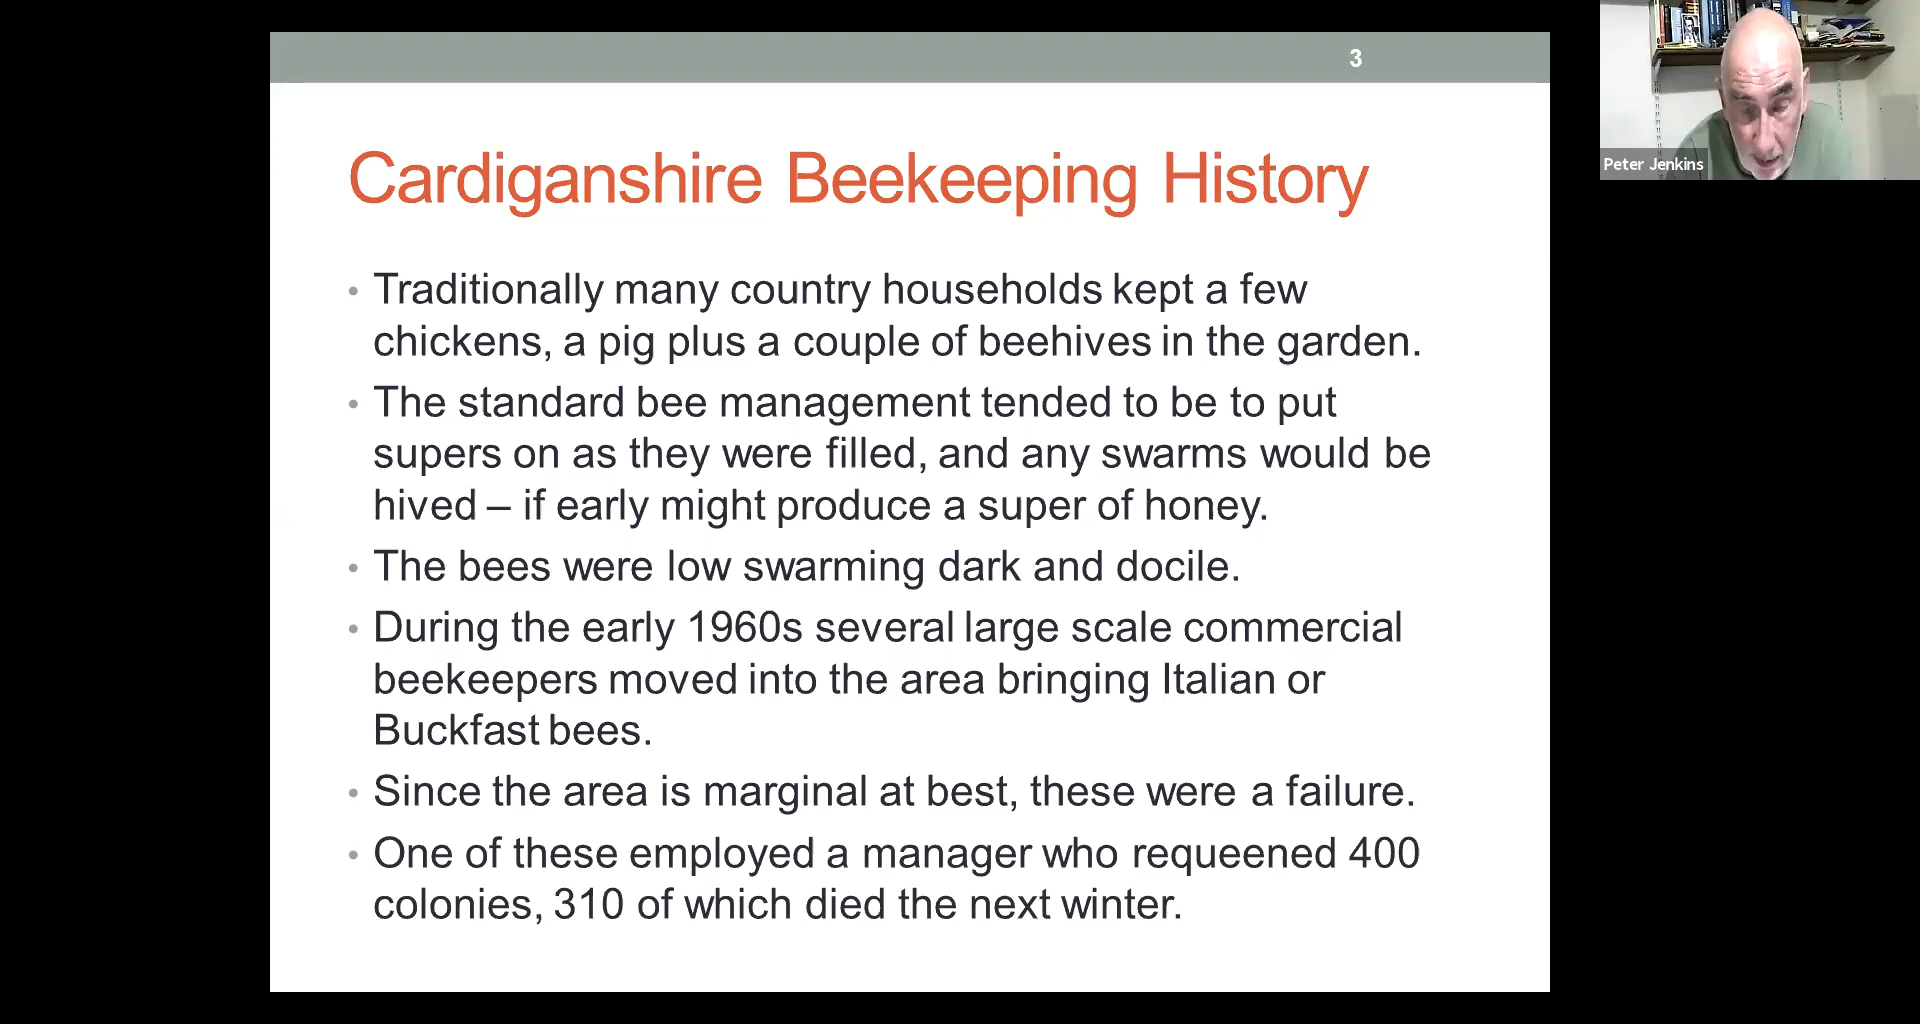 3
Peter Jenkins
Cardiganshire Beekeeping History
• Traditionally many country households kept a few
chickens, a pig plus a couple of beehives in the garden.
• The standard bee management tended to be to put
supers on as they were filled, and any swarms would be
hived – if early might produce a super of honey.
• The bees were low swarming dark and docile.
• During the early 1960s several large scale commercial
beekeepers moved into the area bringing Italian or
Buckfast bees.
• Since the area is marginal at best, these were a failure.
• One of these employed a manager who requeened 400
colonies, 310 of which died the next winter.